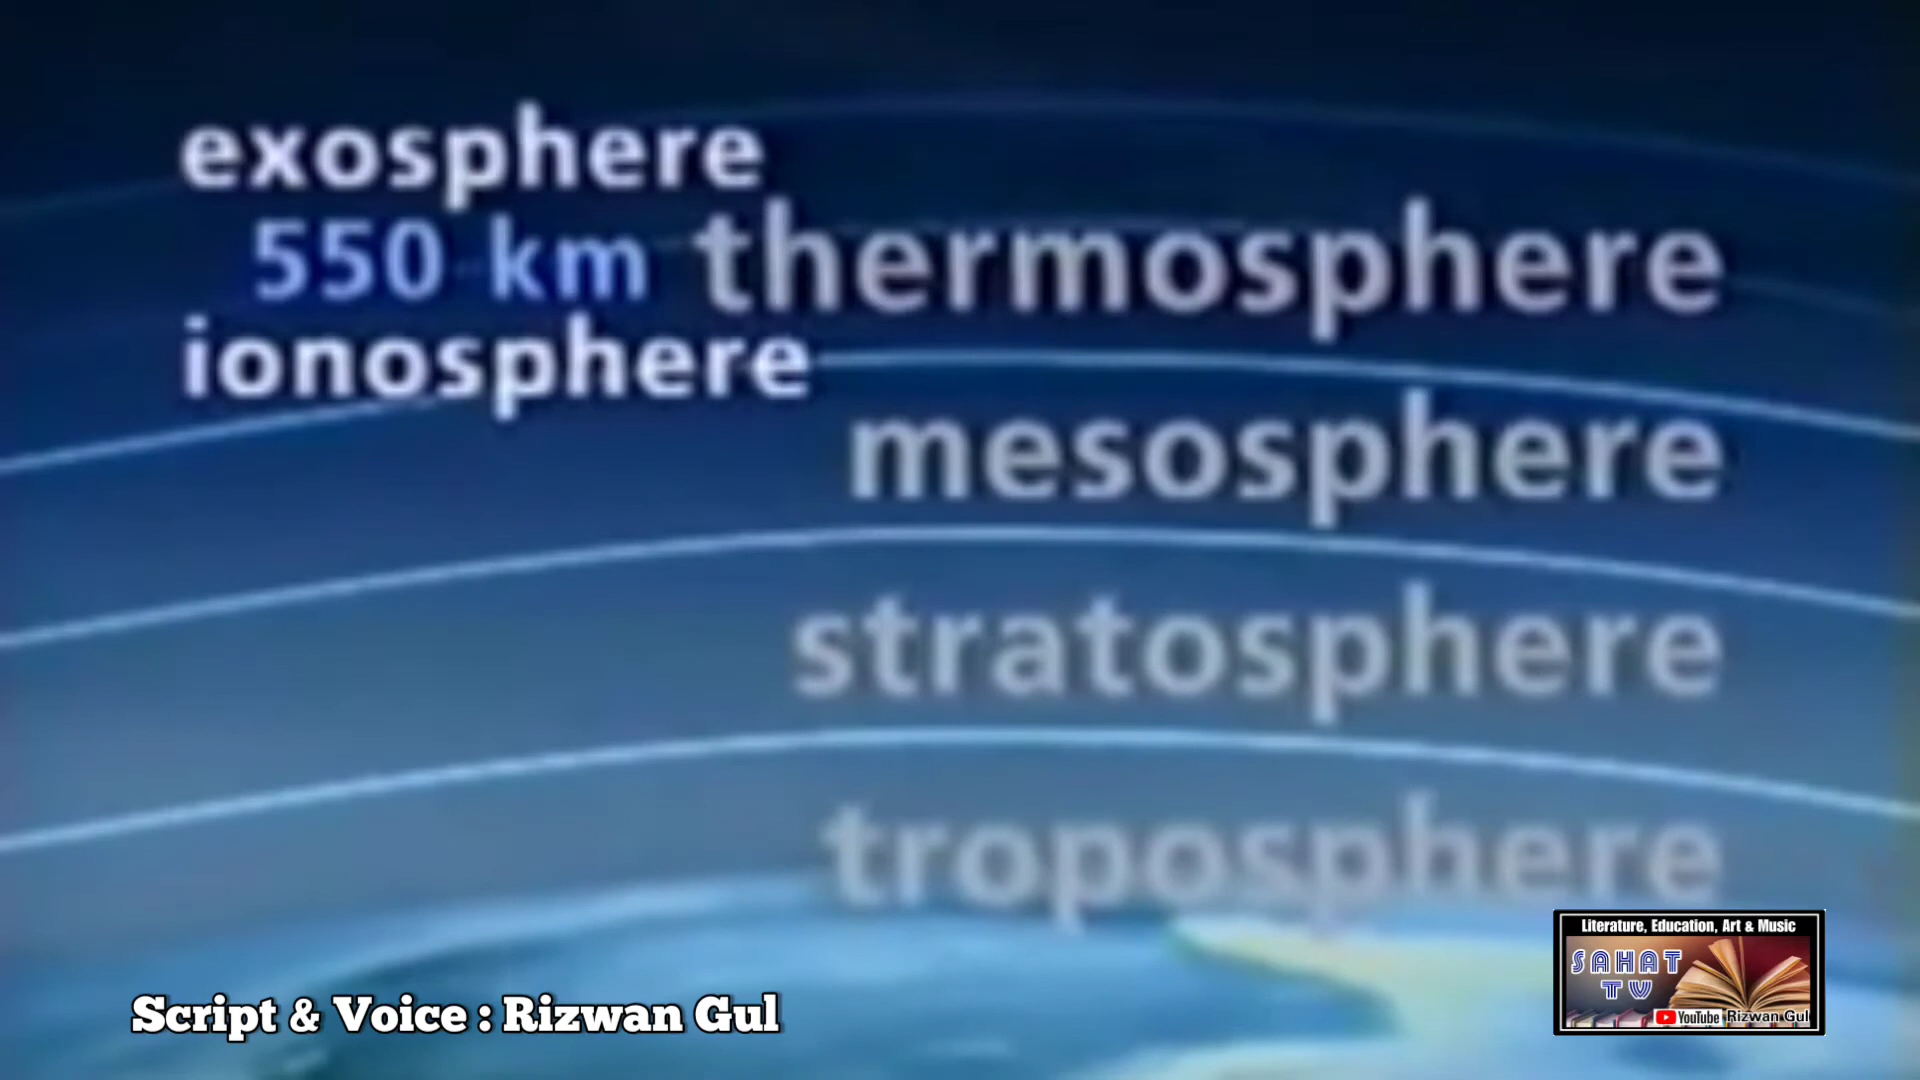 exosphere
550 km thermosphere
ionosphere
mesosphere
stratosphere
troposphere
Literature, Education, Art & Music
SAHAT
TV
YouTube Rizwan Gul
Script & Voice : Rizwan Gul